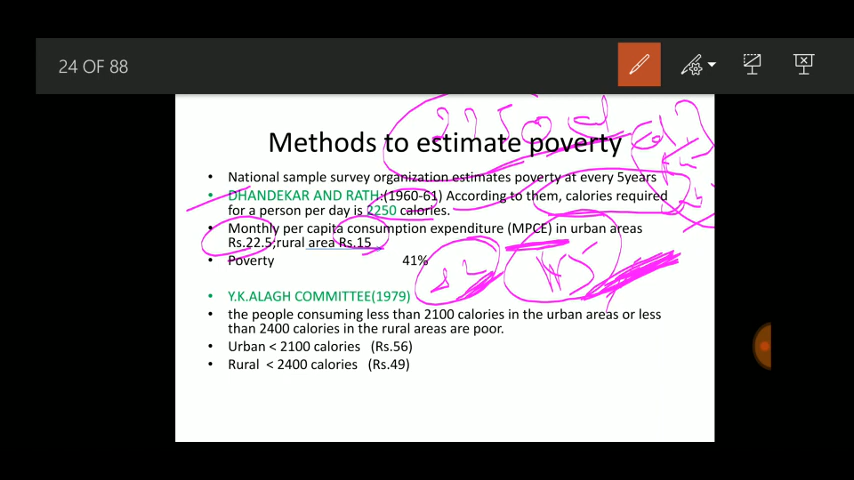 24 OF 88
2250 cal
Methods to estimate poverty
• National sample survey organization estimates poverty at every 5years
• DHANDEKAR AND RATH:(1960-61) According to them, calories required
for a person per day is 2250 calories.
• Monthly per capita consumption expenditure (MPCE) in urban areas
Rs.22.5;rural area Rs.15
• Poverty 41%
• Y.K.ALAGH COMMITTEE(1979)
• the people consuming less than 2100 calories in the urban areas or less
than 2400 calories in the rural areas are poor.
• Urban < 2100 calories (Rs.56)
• Rural < 2400 calories (Rs.49)